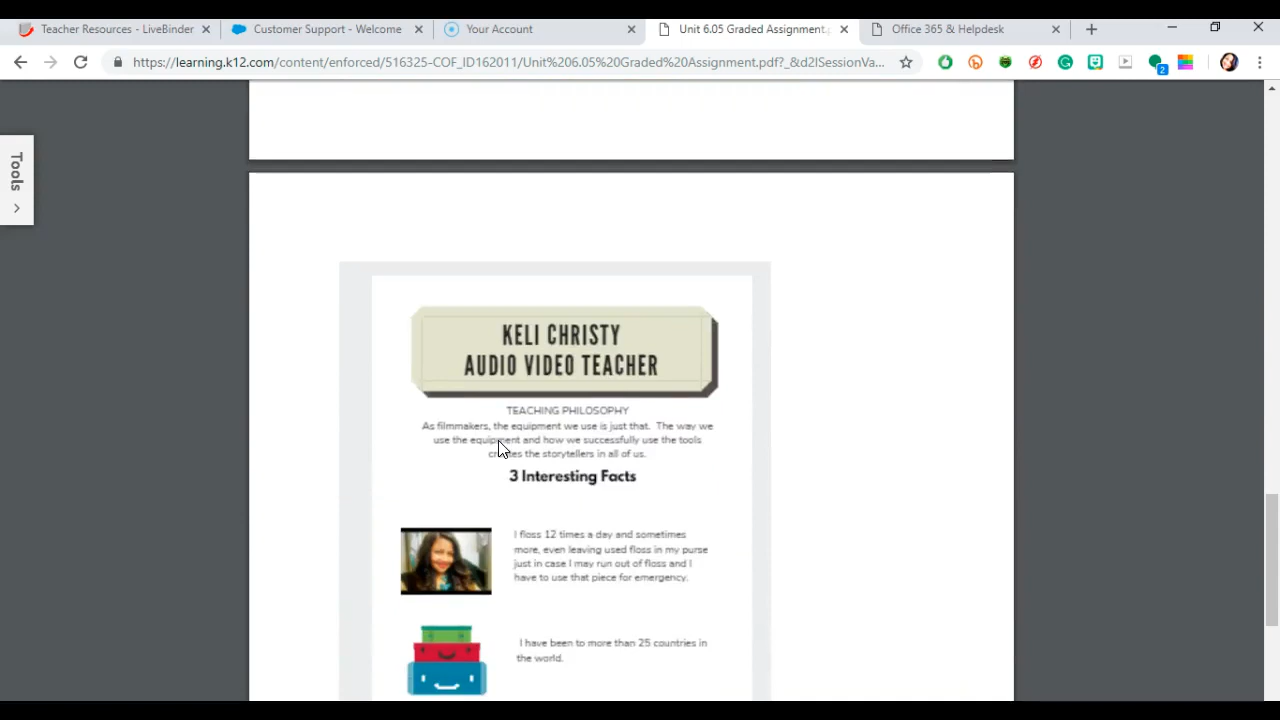 Teacher Resources - LiveBinder
Customer Support - Welcome
Your Account
Unit 6.05 Graded Assignment.
Office 365 & Helpdesk
https://learning.k12.com/content/enforced/516325-COF_ID182011/Unit%206.05%20Graded%20Assignment.pdf?_&d2lSessionVa...
2
Tools
KELI CHRISTY
AUDIO VIDEO TEACHER
TEACHING PHILOSOPHY
As filmmakers, the equipment we use is just that. The way we
use the equipment and how we successfully use the tools
creates the storytellers in all of us.
3 Interesting Facts
I floss 12 times a day and sometimes
more, even leaving used floss in my purse
just in case I may run out of floss and I
have to use that piece for emergency.
I have been to more than 25 countries in
the world.